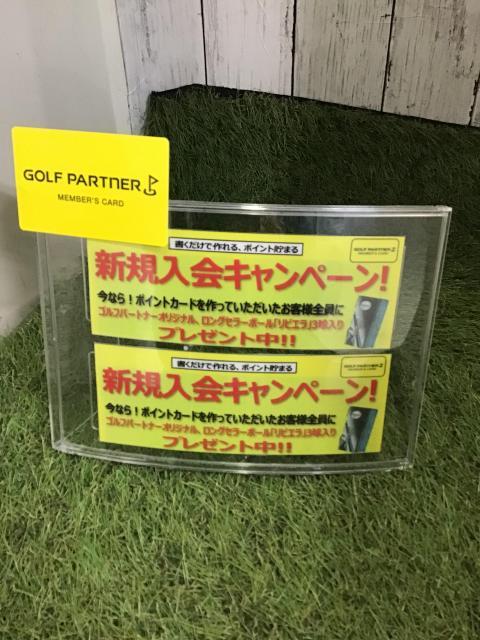 GOLF PARTNER
MEMBER'S CARD
書くだけで作れる、ポイント貯まる
GOLF PARTNER
MEMBER'S CARD
新規入会キャンペーン!
今なら!ポイントカードを作っていただいたお客様全員に
ゴルフパートナーオリジナル、ロングセラーボール「リビエラ」3球入り
プレゼント中!!
書くだけで作れる、ポイント貯まる
GOLF PARTNER
MEMBER'S CARD
新規入会キャンペーン!
今なら!ポイントカードを作っていただいたお客様全員に
ゴルフパートナーオリジナル、ロングセラーボール「リビエラ」3球入り
プレゼント中!!